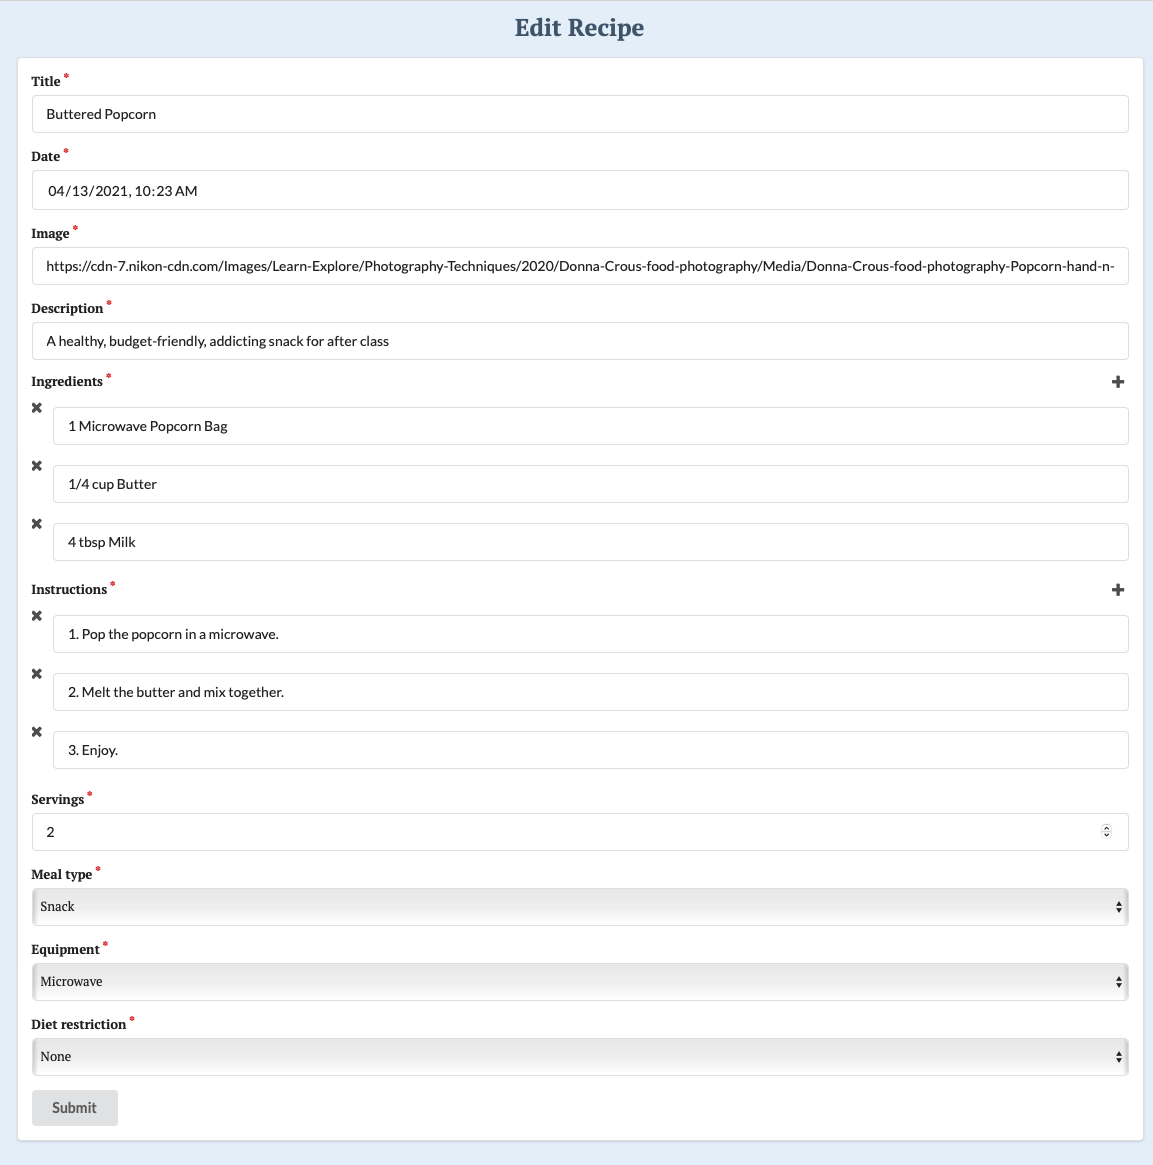 Edit Recipe
Title *
Buttered Popcorn
Date *
04/13/2021, 10:23 AM
Image *
https://cdn-7.nikon-cdn.com/Images/Learn-Explore/Photography-Techniques/2020/Donna-Crous-food-photography/Media/Donna-Crous-food-photography-Popcorn-hand-n-
Description *
A healthy, budget-friendly, addicting snack for after class
Ingredients *
1 Microwave Popcorn Bag
1/4 cup Butter
4 tbsp Milk
Instructions *
1. Pop the popcorn in a microwave.
2. Melt the butter and mix together.
3. Enjoy.
Servings *
2
Meal type *
Snack
Equipment *
Microwave
Diet restriction *
None
Submit